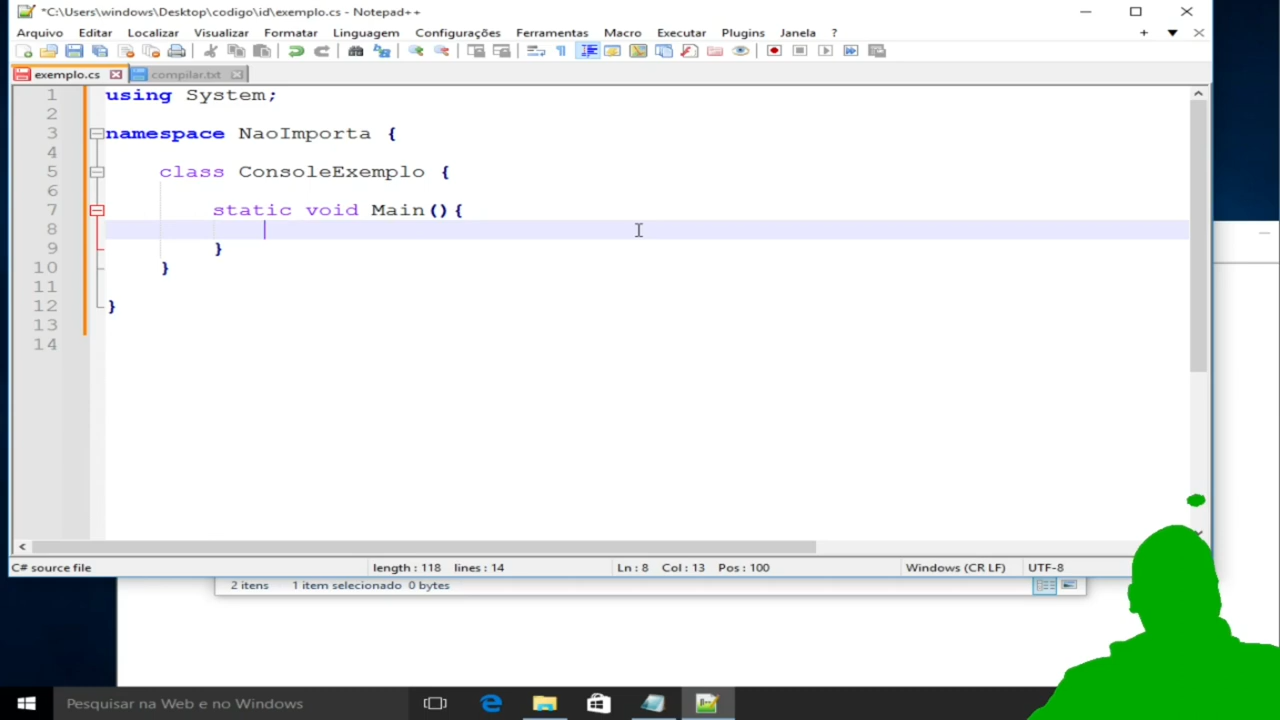 *C:\Users\windows\Desktop\codigo\id\exemplo.cs - Notepad++
Arquivo Editar Localizar Visualizar Formatar Linguagem Configurações Ferramentas Macro Executar Plugins Janela ?
exemplo.cs compilar.txt
1 using System;
2
3 namespace NaoImporta {
4
5 class ConsoleExemplo {
6
7 static void Main(){
8
9 }
10 }
11
12 }
13
14
C# source file length : 118 lines : 14 Ln : 8 Col : 13 Pos : 100 Windows (CR LF) UTF-8
2 itens 1 item selecionado 0 bytes
Pesquisar na Web e no Windows